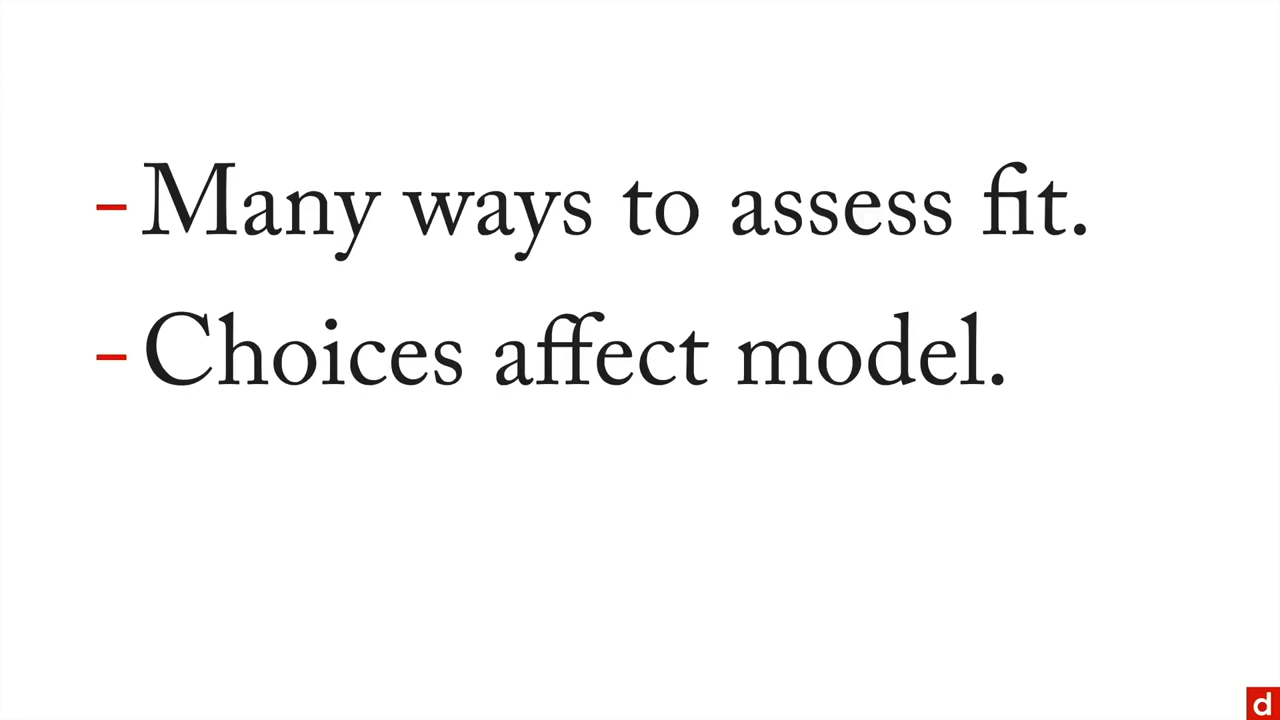 – Many ways to assess fit.
– Choices affect model.
d